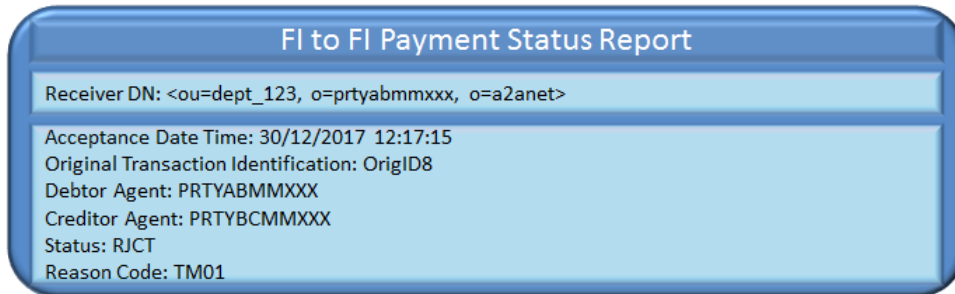 FI to FI Payment Status Report
Receiver DN: <ou=dept_123, o=prtyabmmxxx, o=a2anet>
Acceptance Date Time: 30/12/2017 12:17:15
Original Transaction Identification: OrigID8
Debtor Agent: PRTYABMMXXX
Creditor Agent: PRTYBCMMXXX
Status: RJCT
Reason Code: TM01